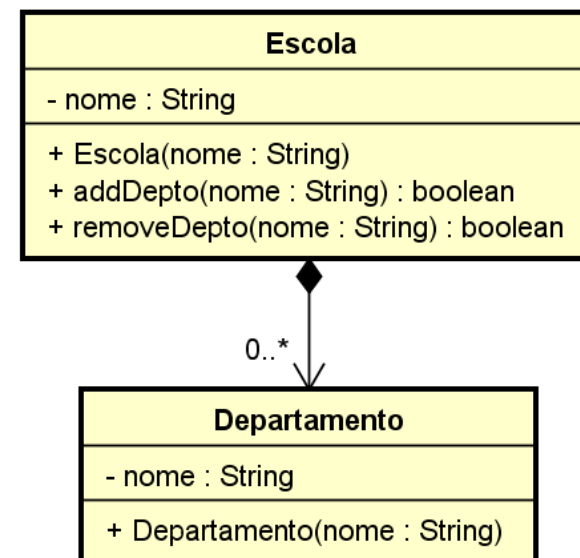 Escola
- nome : String
+ Escola(nome : String)
+ addDepto(nome : String) : boolean
+ removeDepto(nome : String) : boolean
0..*
Departamento
- nome : String
+ Departamento(nome : String)